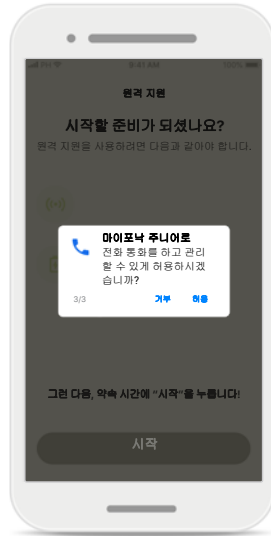 PH
9:41 AM
100%
원격 지원
시작할 준비가 되셨나요?
원격 지원을 사용하려면 다음과 같아야 합니다.
마이포낙 주니어로
전화 통화를 하고 관리
할 수 있게 허용하시겠
습니까?
3/3 거부 허용
그런 다음, 약속 시간에 "시작"을 누릅니다!
시작